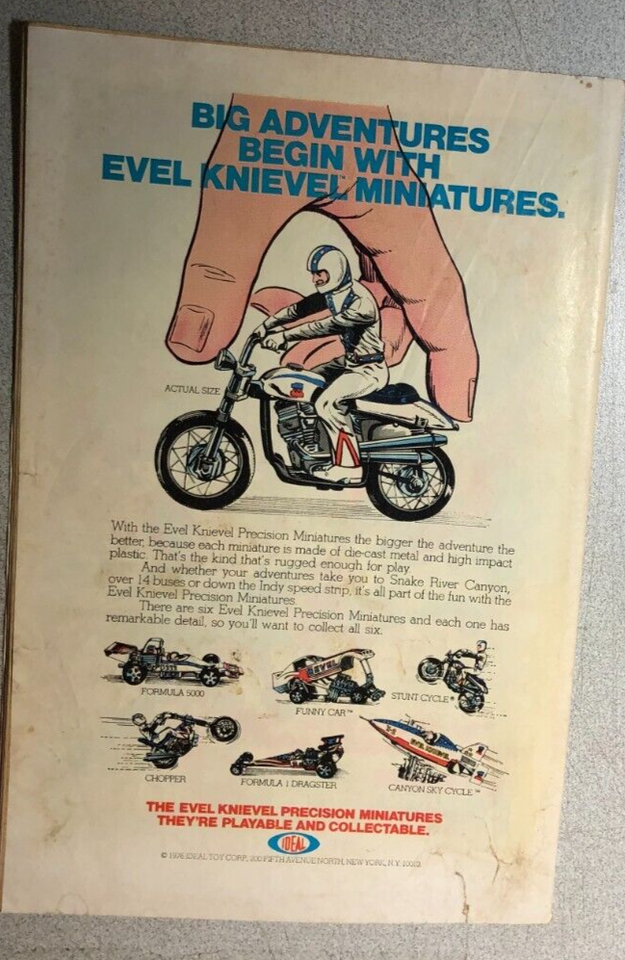 BIG ADVENTURES
BEGIN WITH
EVEL KNIEVEL MINIATURES.
ACTUAL SIZE
With the Evel Knievel Precision Miniatures the bigger the adventure the
better, because each miniature is made of die-cast metal and high impact
plastic. That's the kind that's rugged enough for play.
And whether your adventures take you to Snake River Canyon,
over 14 buses or down the Indy speed strip, it's all part of the fun with the
Evel Knievel Precision Miniatures.
There are six Evel Knievel Precision Miniatures and each one has
remarkable detail, so you'll want to collect all six.
EVEL
FORMULA 5000
FUNNY CAR™
STUNT CYCLE®
X-2
EVEL KNIEVEL
CHOPPER
FORMULA 1 DRAGSTER
CANYON SKY CYCLE™
THE EVEL KNIEVEL PRECISION MINIATURES
THEY'RE PLAYABLE AND COLLECTABLE.
IDEAL
© 1976 IDEAL TOY CORP., 200 FIFTH AVENUE NORTH, NEW YORK, N.Y.